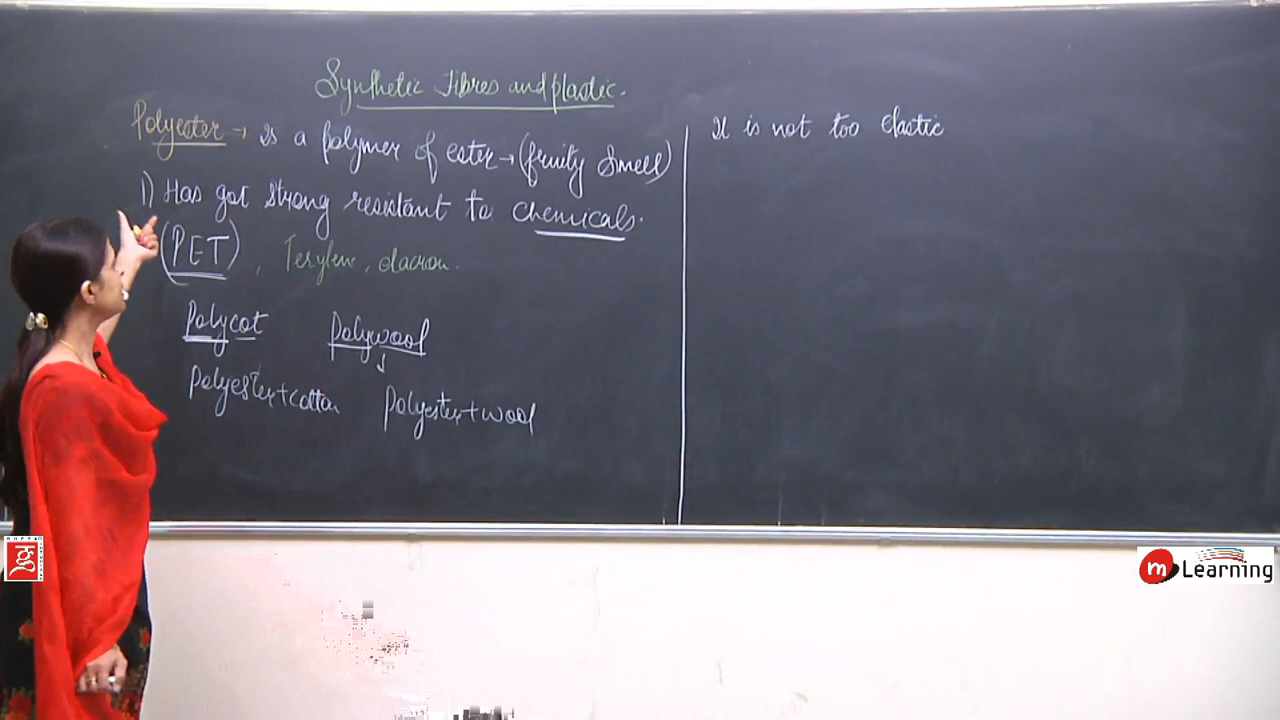 Synthetic Fibres and plastic.
Polyester → is a polymer of ester → (fruity smell)
1) Has got strong resistant to chemicals.
(PET), Terylene, dacron.
Polycot Polywool
↓
Polyester+cotton Polyester+wool
It is not too elastic
m Learning